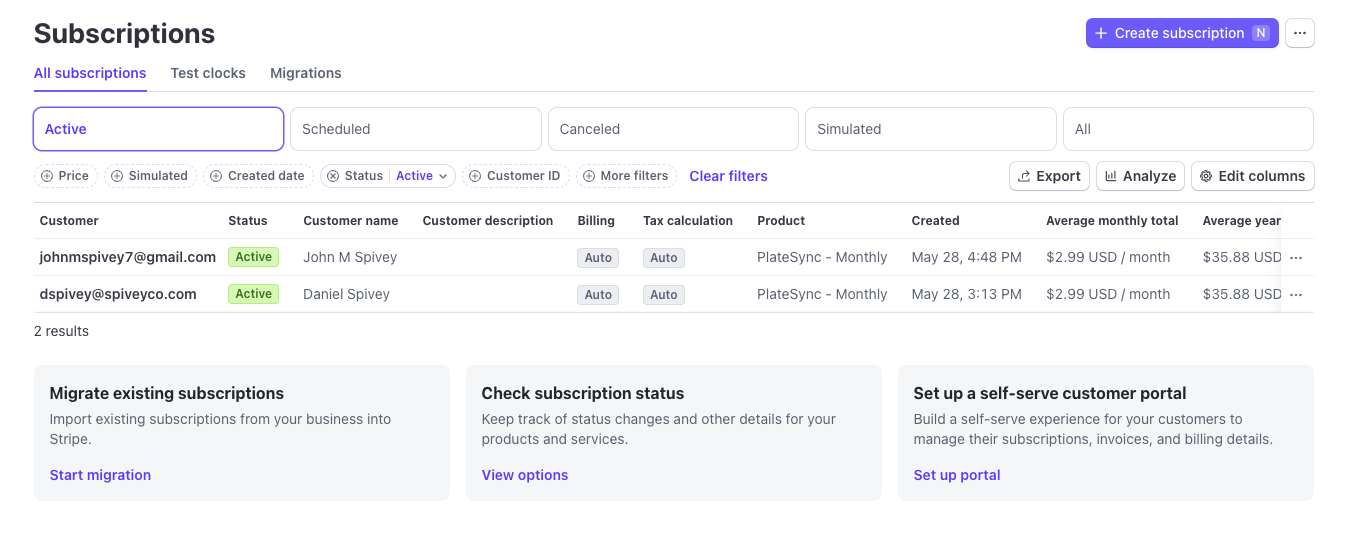 Subscriptions
Create subscription N
All subscriptions Test clocks Migrations
Active Scheduled Canceled Simulated All
Price Simulated Created date Status Active Customer ID More filters Clear filters Export Analyze Edit columns
Customer Status Customer name Customer description Billing Tax calculation Product Created Average monthly total Average year
johnmspivey7@gmail.com Active John M Spivey Auto Auto PlateSync - Monthly May 28, 4:48 PM $2.99 USD / month $35.88 USD
dspivey@spiveyco.com Active Daniel Spivey Auto Auto PlateSync - Monthly May 28, 3:13 PM $2.99 USD / month $35.88 USD
2 results
Migrate existing subscriptions
Import existing subscriptions from your business into
Stripe.
Start migration
Check subscription status
Keep track of status changes and other details for your
products and services.
View options
Set up a self-serve customer portal
Build a self-serve experience for your customers to
manage their subscriptions, invoices, and billing details.
Set up portal